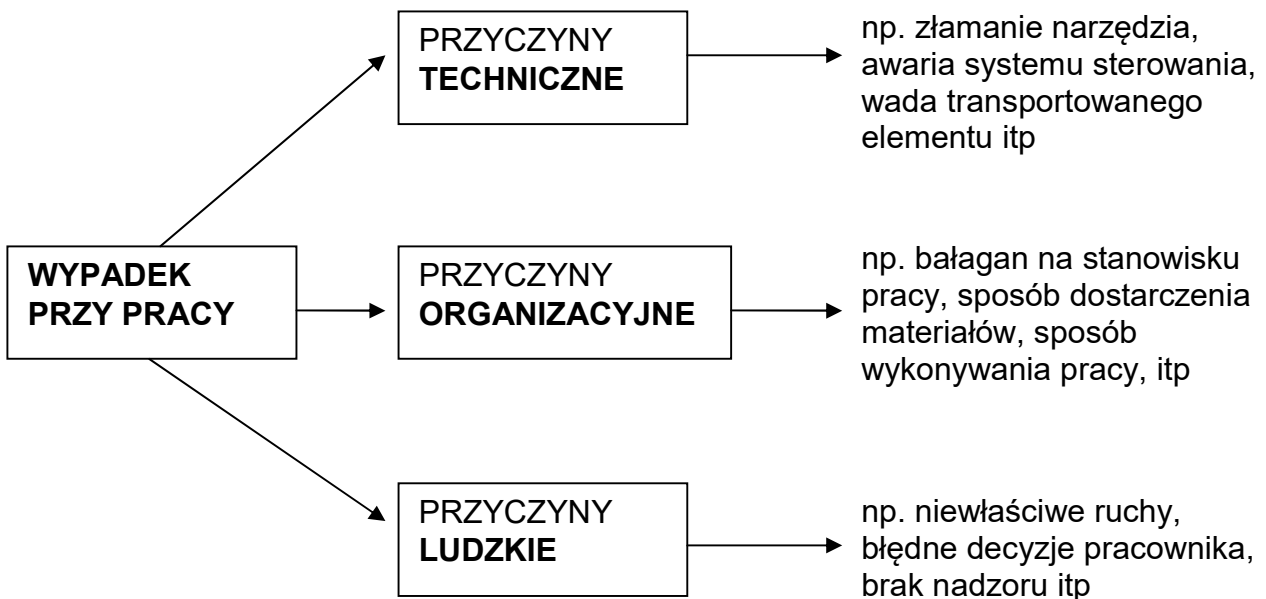 PRZYCZYNY
TECHNICZNE
np. złamanie narzędzia,
awaria systemu sterowania,
wada transportowanego
elementu itp
WYPADEK
PRZY PRACY
PRZYCZYNY
ORGANIZACYJNE
np. bałagan na stanowisku
pracy, sposób dostarczenia
materiałów, sposób
wykonywania pracy, itp
PRZYCZYNY
LUDZKIE
np. niewłaściwe ruchy,
błędne decyzje pracownika,
brak nadzoru itp